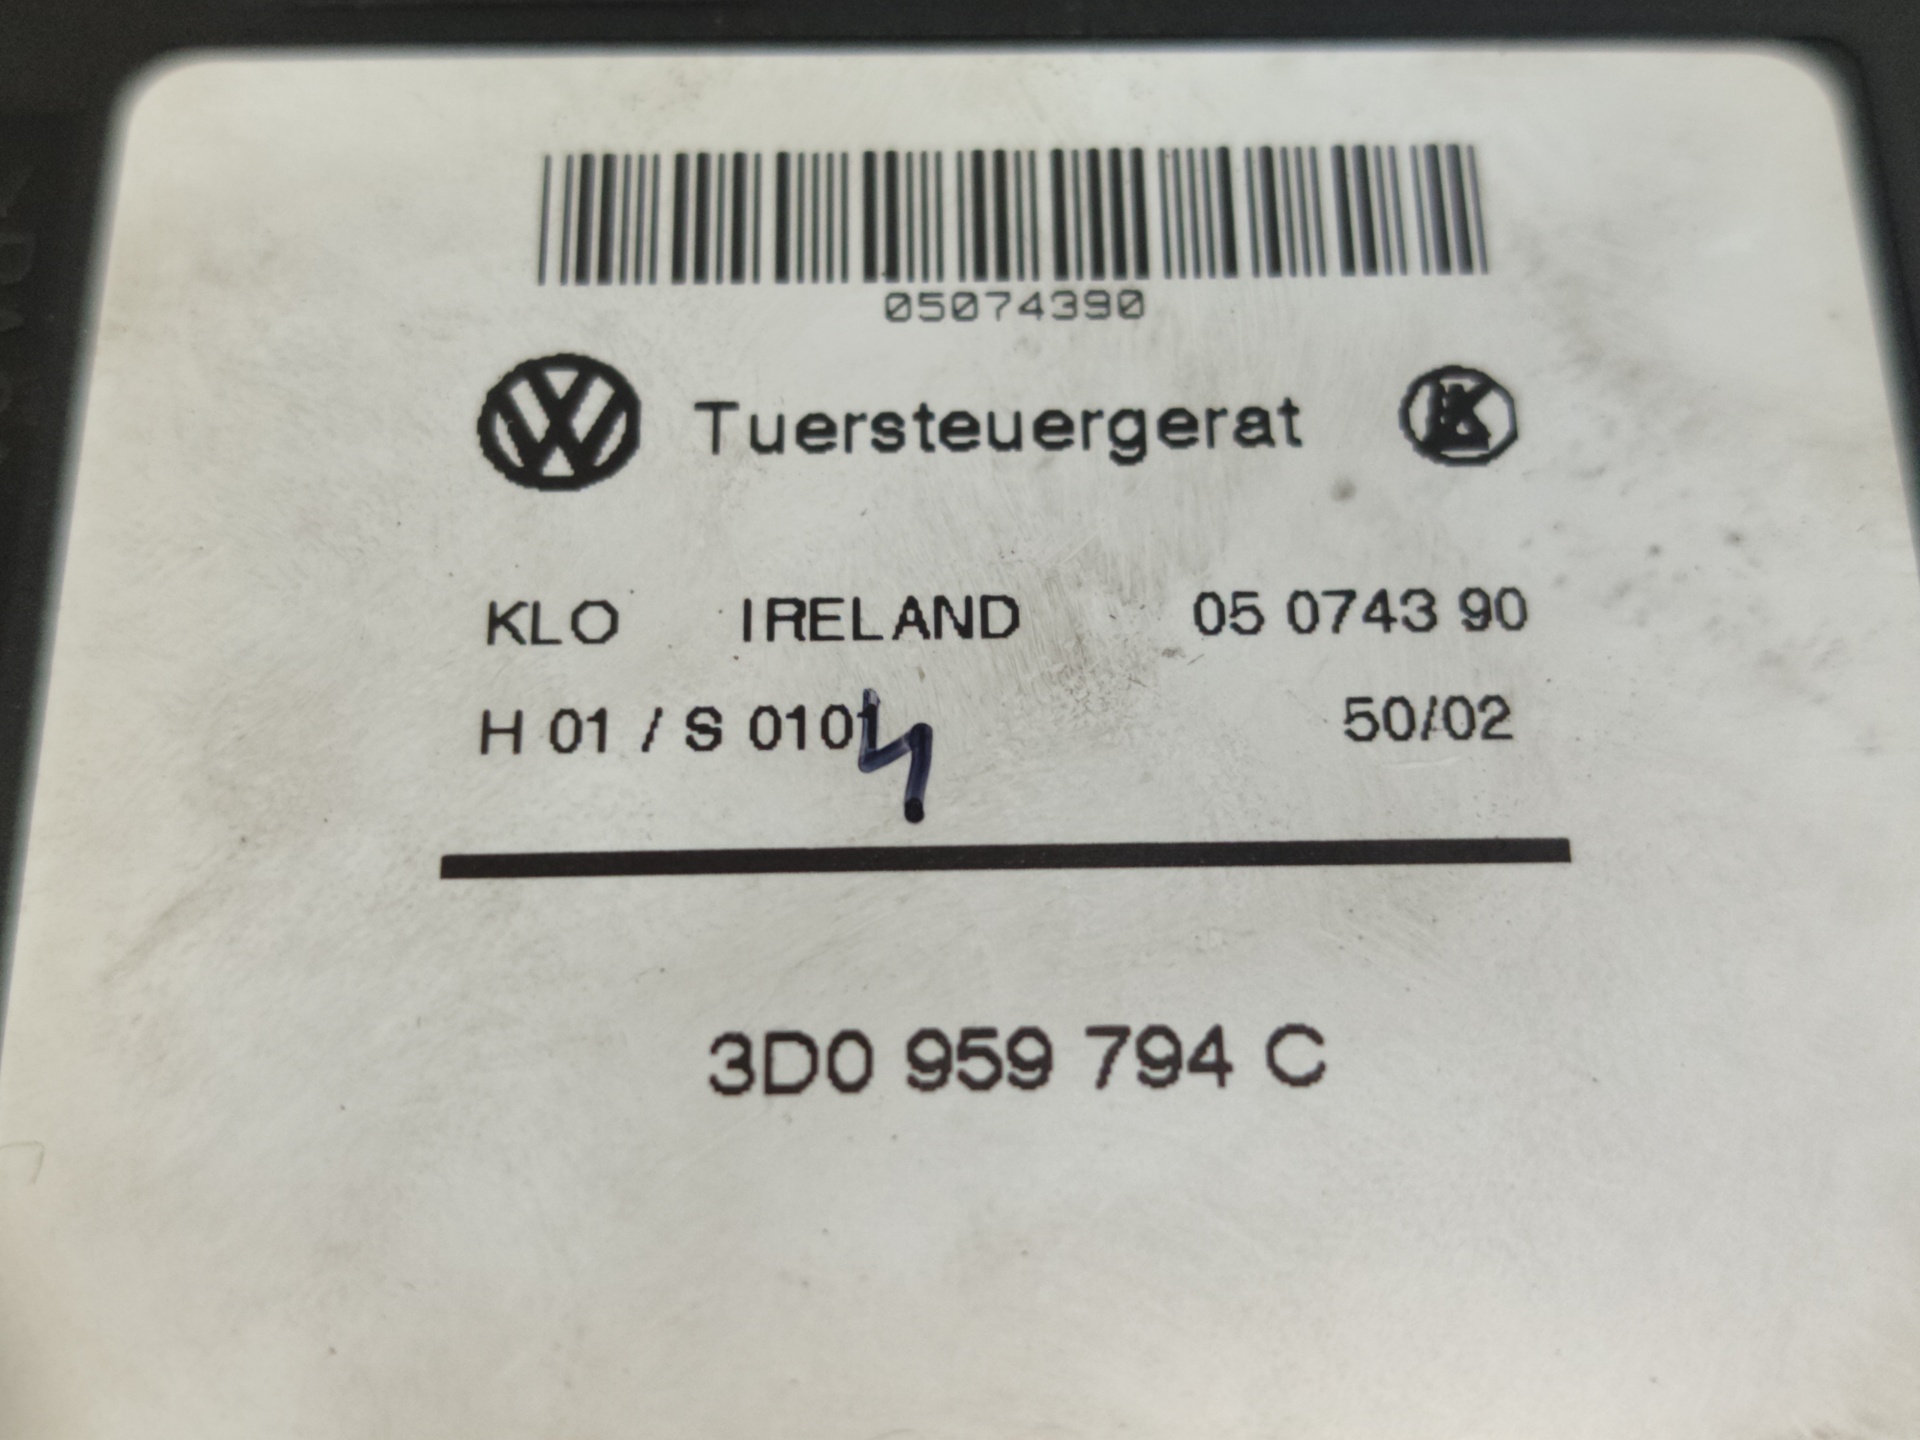 05074390
Tuersteuergerat
KLO IRELAND 05 0743 90
H 01 / S 0101 50/02
3D0 959 794 C